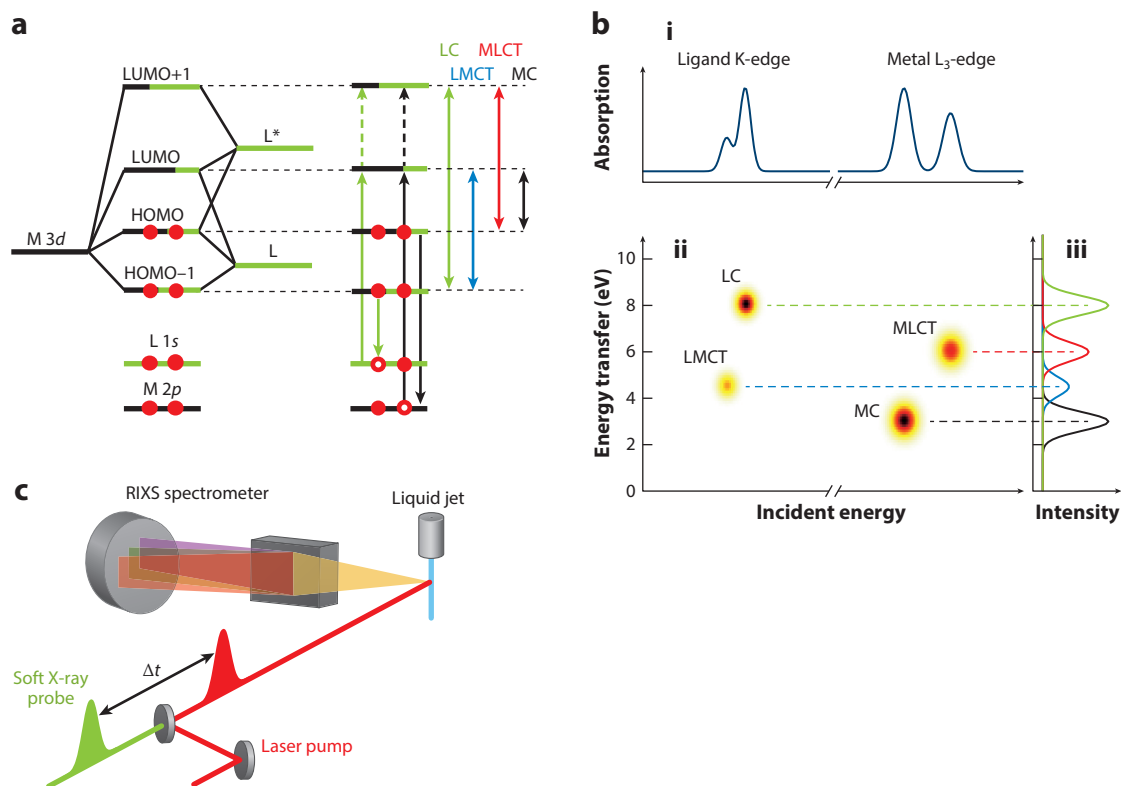 a
LC MLCT
LMCT MC
LUMO+1
L*
LUMO
HOMO
M 3d
L
HOMO–1
L 1s
M 2p
b
i
Ligand K-edge
Metal L3-edge
Absorption
ii
iii
10
8
6
4
2
0
Energy transfer (eV)
LC
MLCT
LMCT
MC
Incident energy
Intensity
c
RIXS spectrometer
Liquid jet
Δt
Soft X-ray
probe
Laser pump